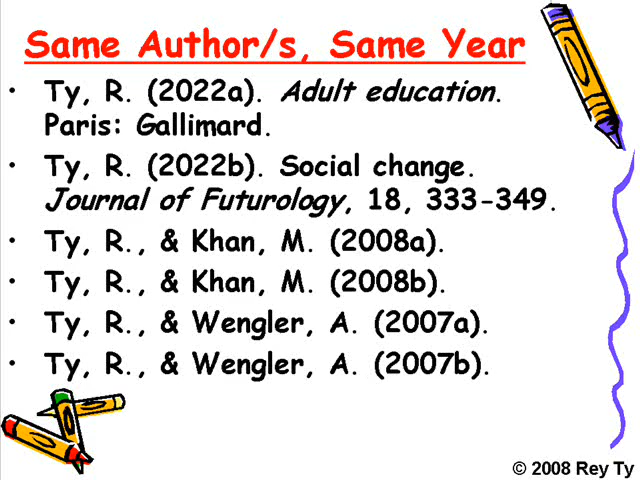 Same Author/s, Same Year
• Ty, R. (2022a). Adult education.
Paris: Gallimard.
• Ty, R. (2022b). Social change.
Journal of Futurology, 18, 333-349.
• Ty, R., & Khan, M. (2008a).
• Ty, R., & Khan, M. (2008b).
• Ty, R., & Wengler, A. (2007a).
• Ty, R., & Wengler, A. (2007b).
© 2008 Rey Ty